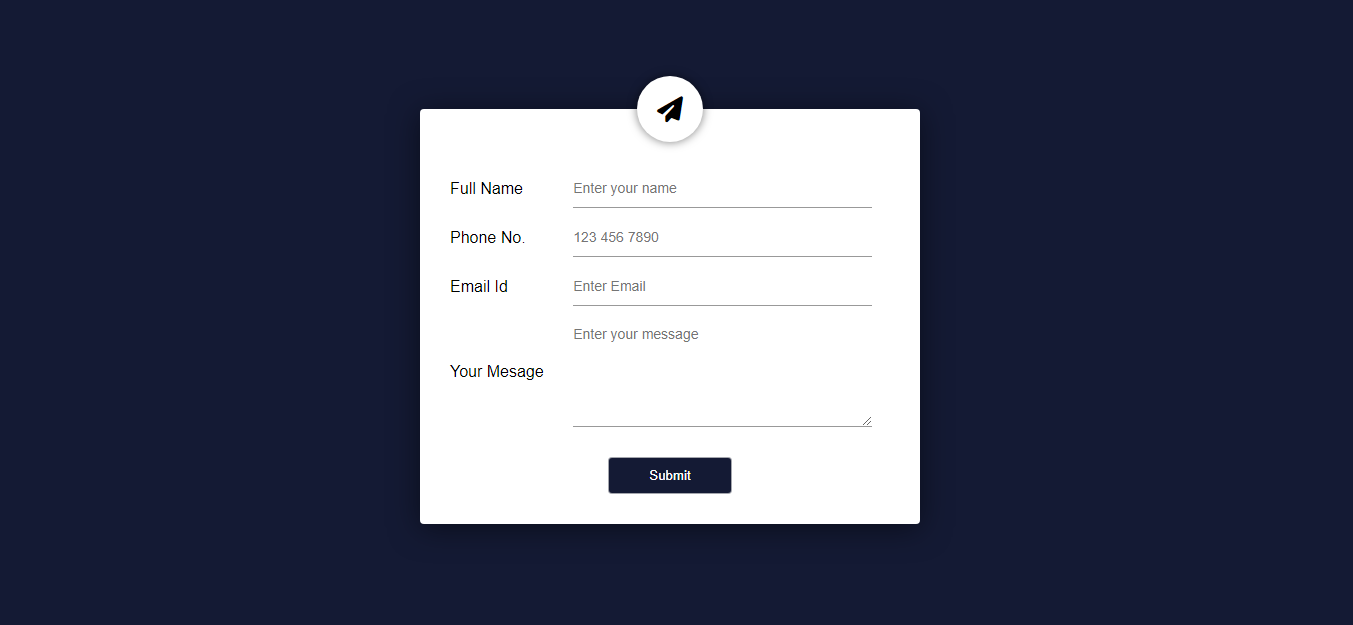 Full Name Enter your name
Phone No. 123 456 7890
Email Id Enter Email
Enter your message
Your Mesage
Submit